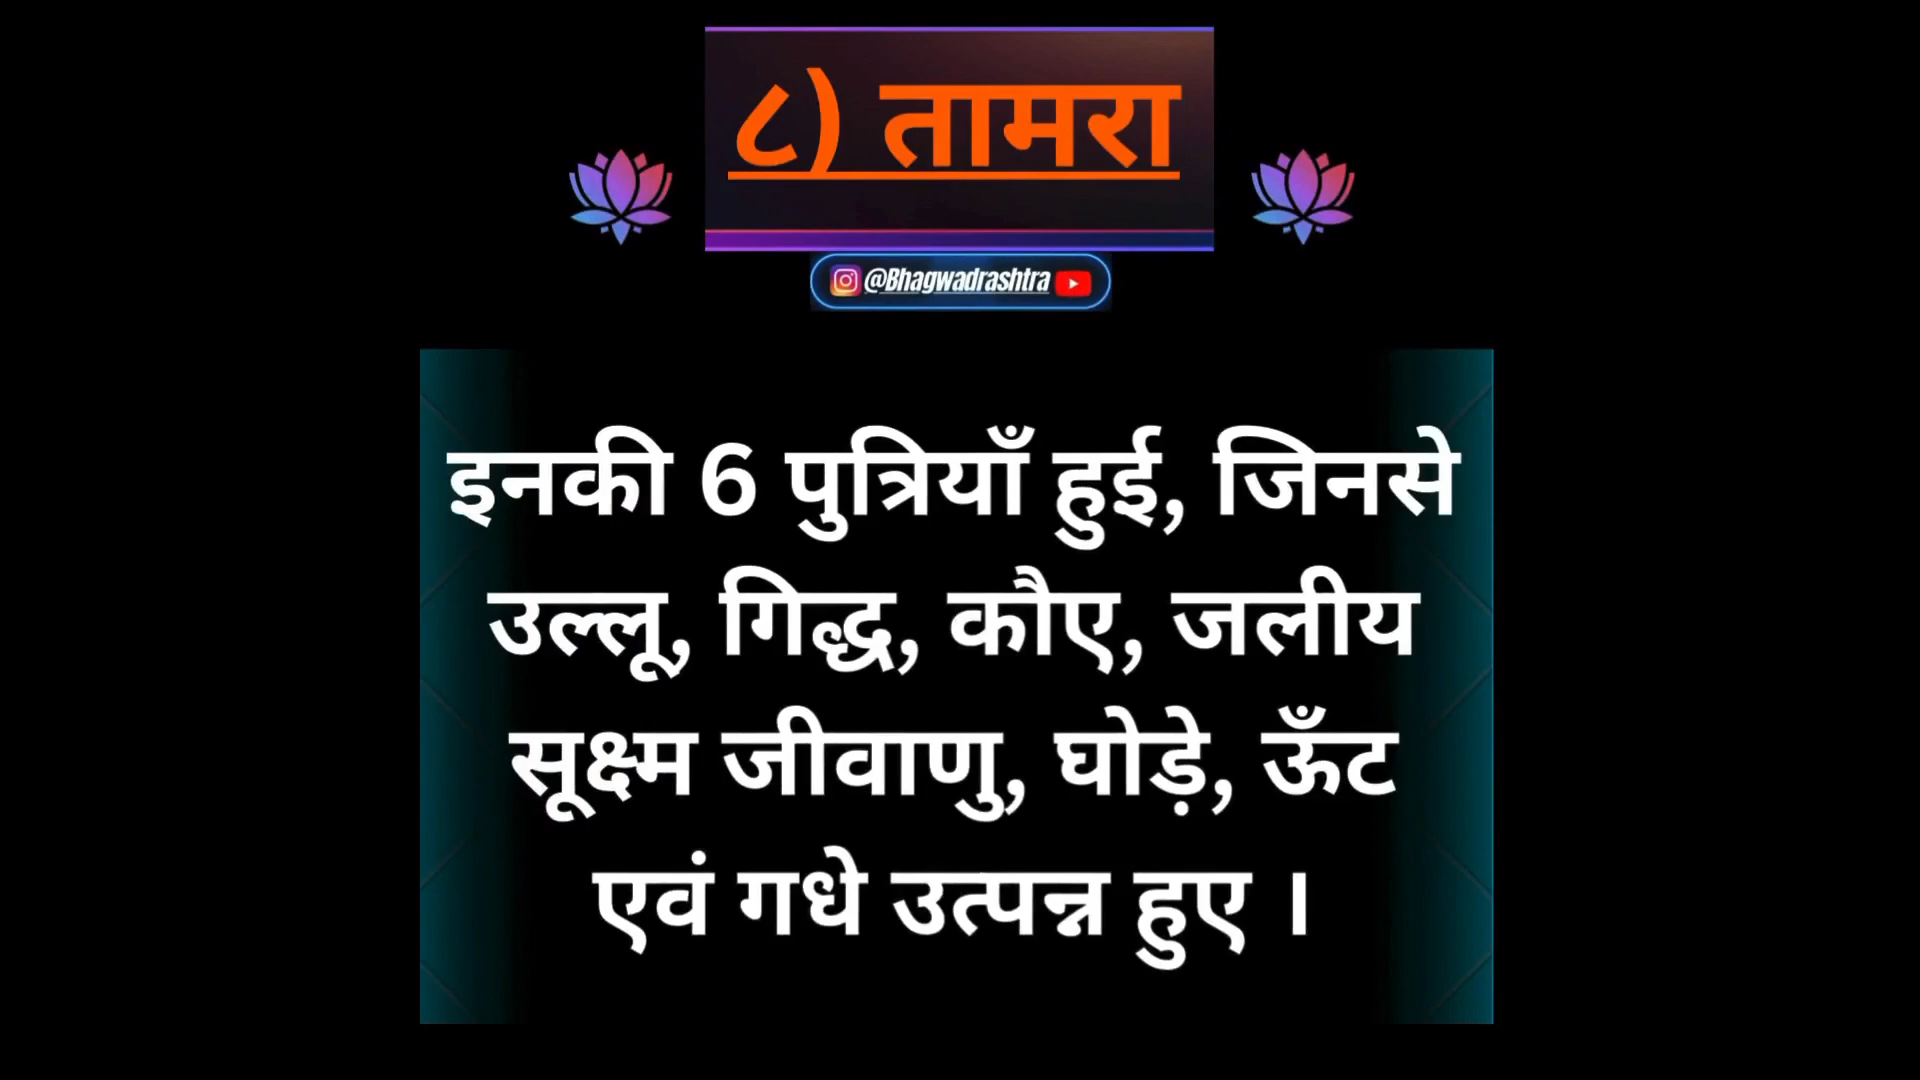 ८) तामरा
@Bhagwadrashtra
इनकी 6 पुत्रियाँ हुई, जिनसे
उल्लू, गिद्ध, कौए, जलीय
सूक्ष्म जीवाणु, घोड़े, ऊँट
एवं गधे उत्पन्न हुए ।